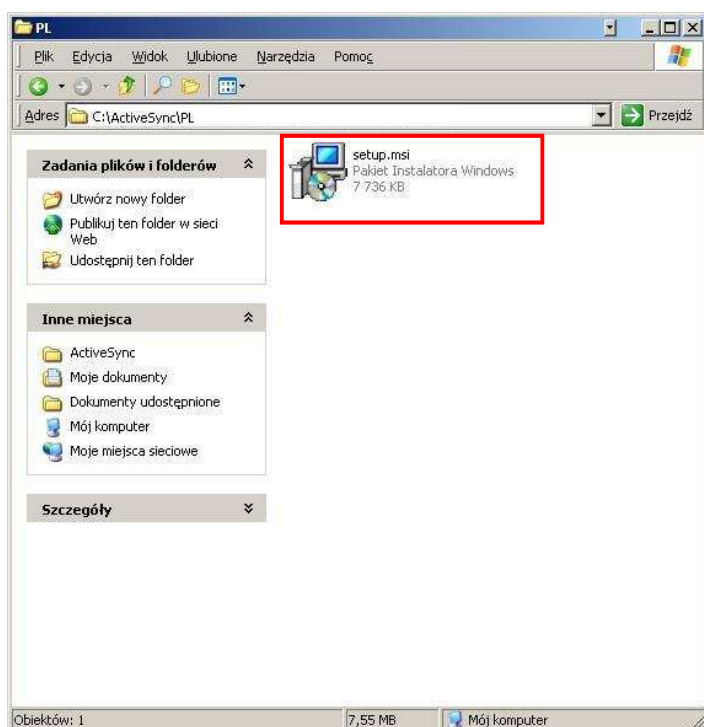 PL
Plik Edycja Widok Ulubione Narzędzia Pomoc
Adres C:\ActiveSync\PL Przejdź
Zadania plików i folderów
Utwórz nowy folder
Publikuj ten folder w sieci
Web
Udostępnij ten folder
Inne miejsca
ActiveSync
Moje dokumenty
Dokumenty udostępnione
Mój komputer
Moje miejsca sieciowe
Szczegóły
setup.msi
Pakiet Instalatora Windows
7 736 KB
Obiektów: 1 7,55 MB Mój komputer